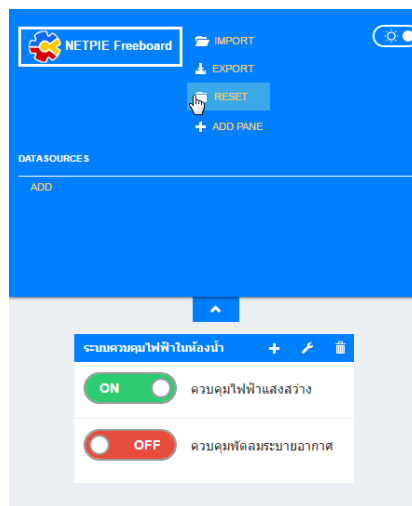 NETPIE Freeboard
IMPORT
EXPORT
RESET
ADD PANE
DATASOURCES
ADD
ระบบควบคุมไฟฟ้าในห้องน้ำ
ON ควบคุมไฟฟ้าแสงสว่าง
OFF ควบคุมพัดลมระบายอากาศ